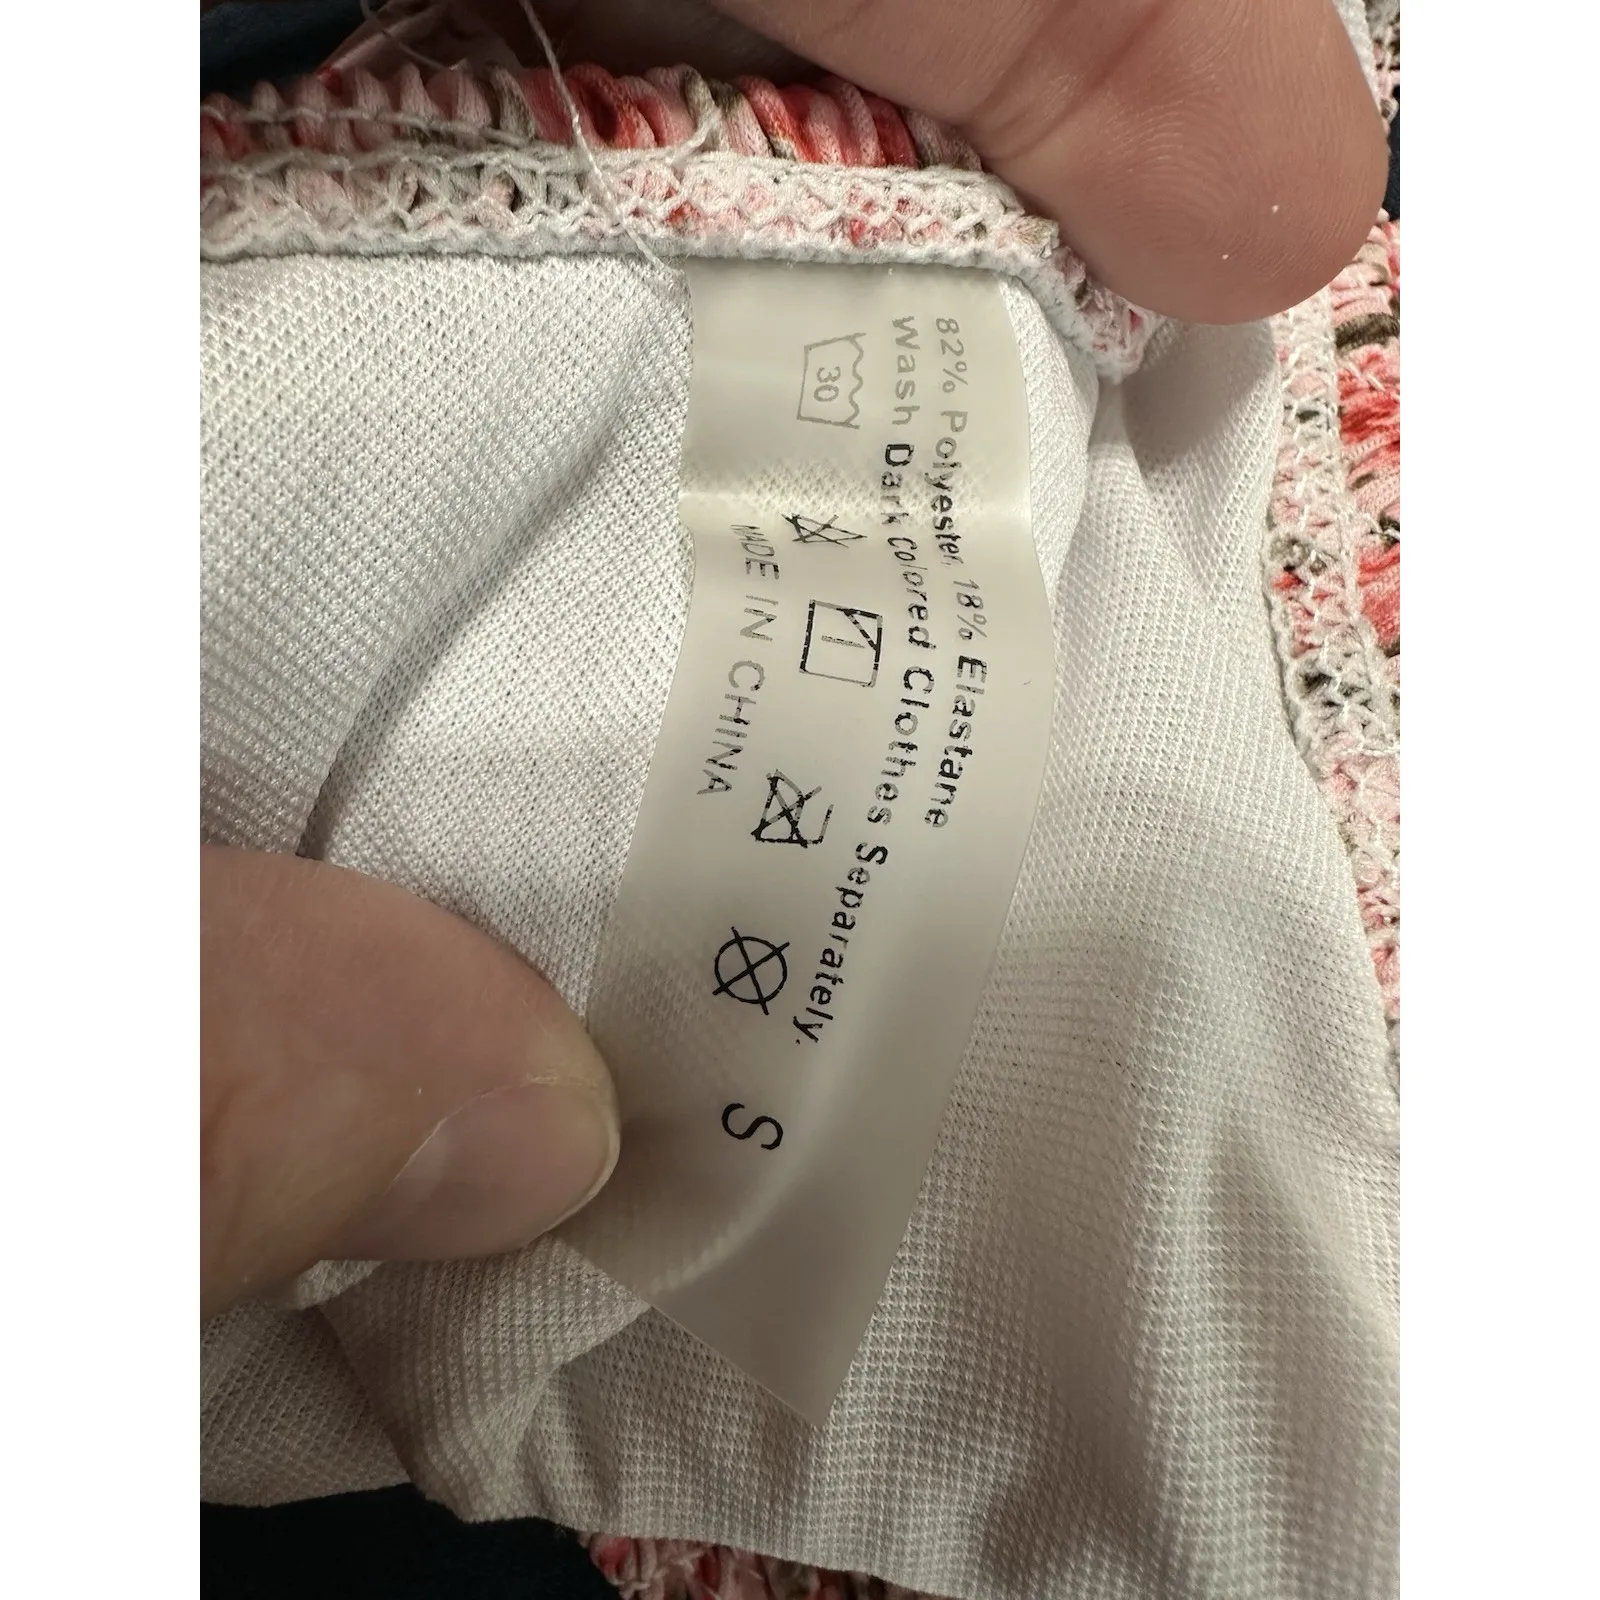 82% Polyester, 18% Elastane
Wash Dark Colored Clothes Separately.
30
S
MADE IN CHINA